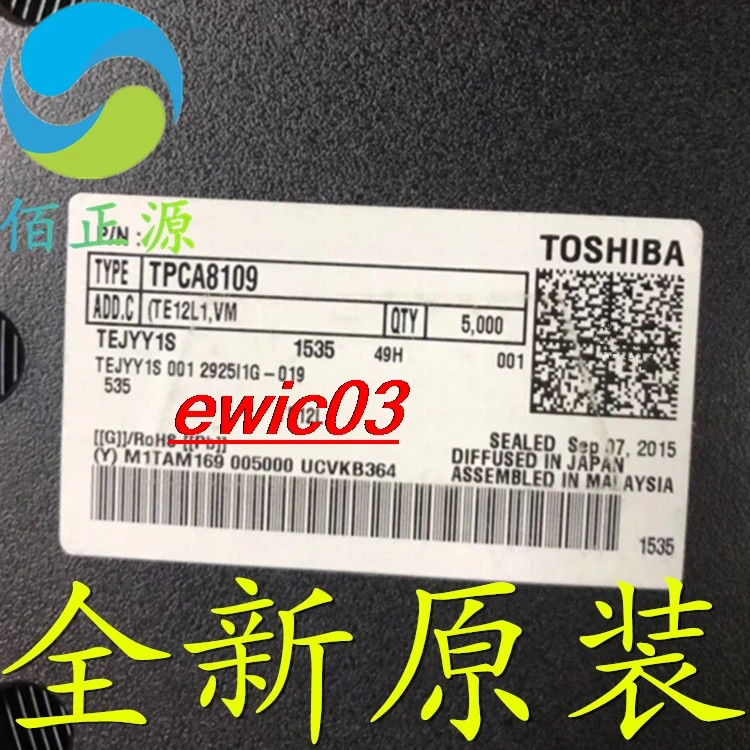 佰正源
P/N :
TOSHIBA
TYPE TPCA8109
ADD.C (TE12L1,VM QTY 5,000
TEJYY1S 1535 49H 001
TEJYY1S 001 2925I1G-019
535
ewic03
12L
[[G]]/RoHS [[Pb]]
SEALED Sep 07, 2015
(Y) M1TAM169 005000 UCVKB364
DIFFUSED IN JAPAN
ASSEMBLED IN MALAYSIA
1535
全新原装